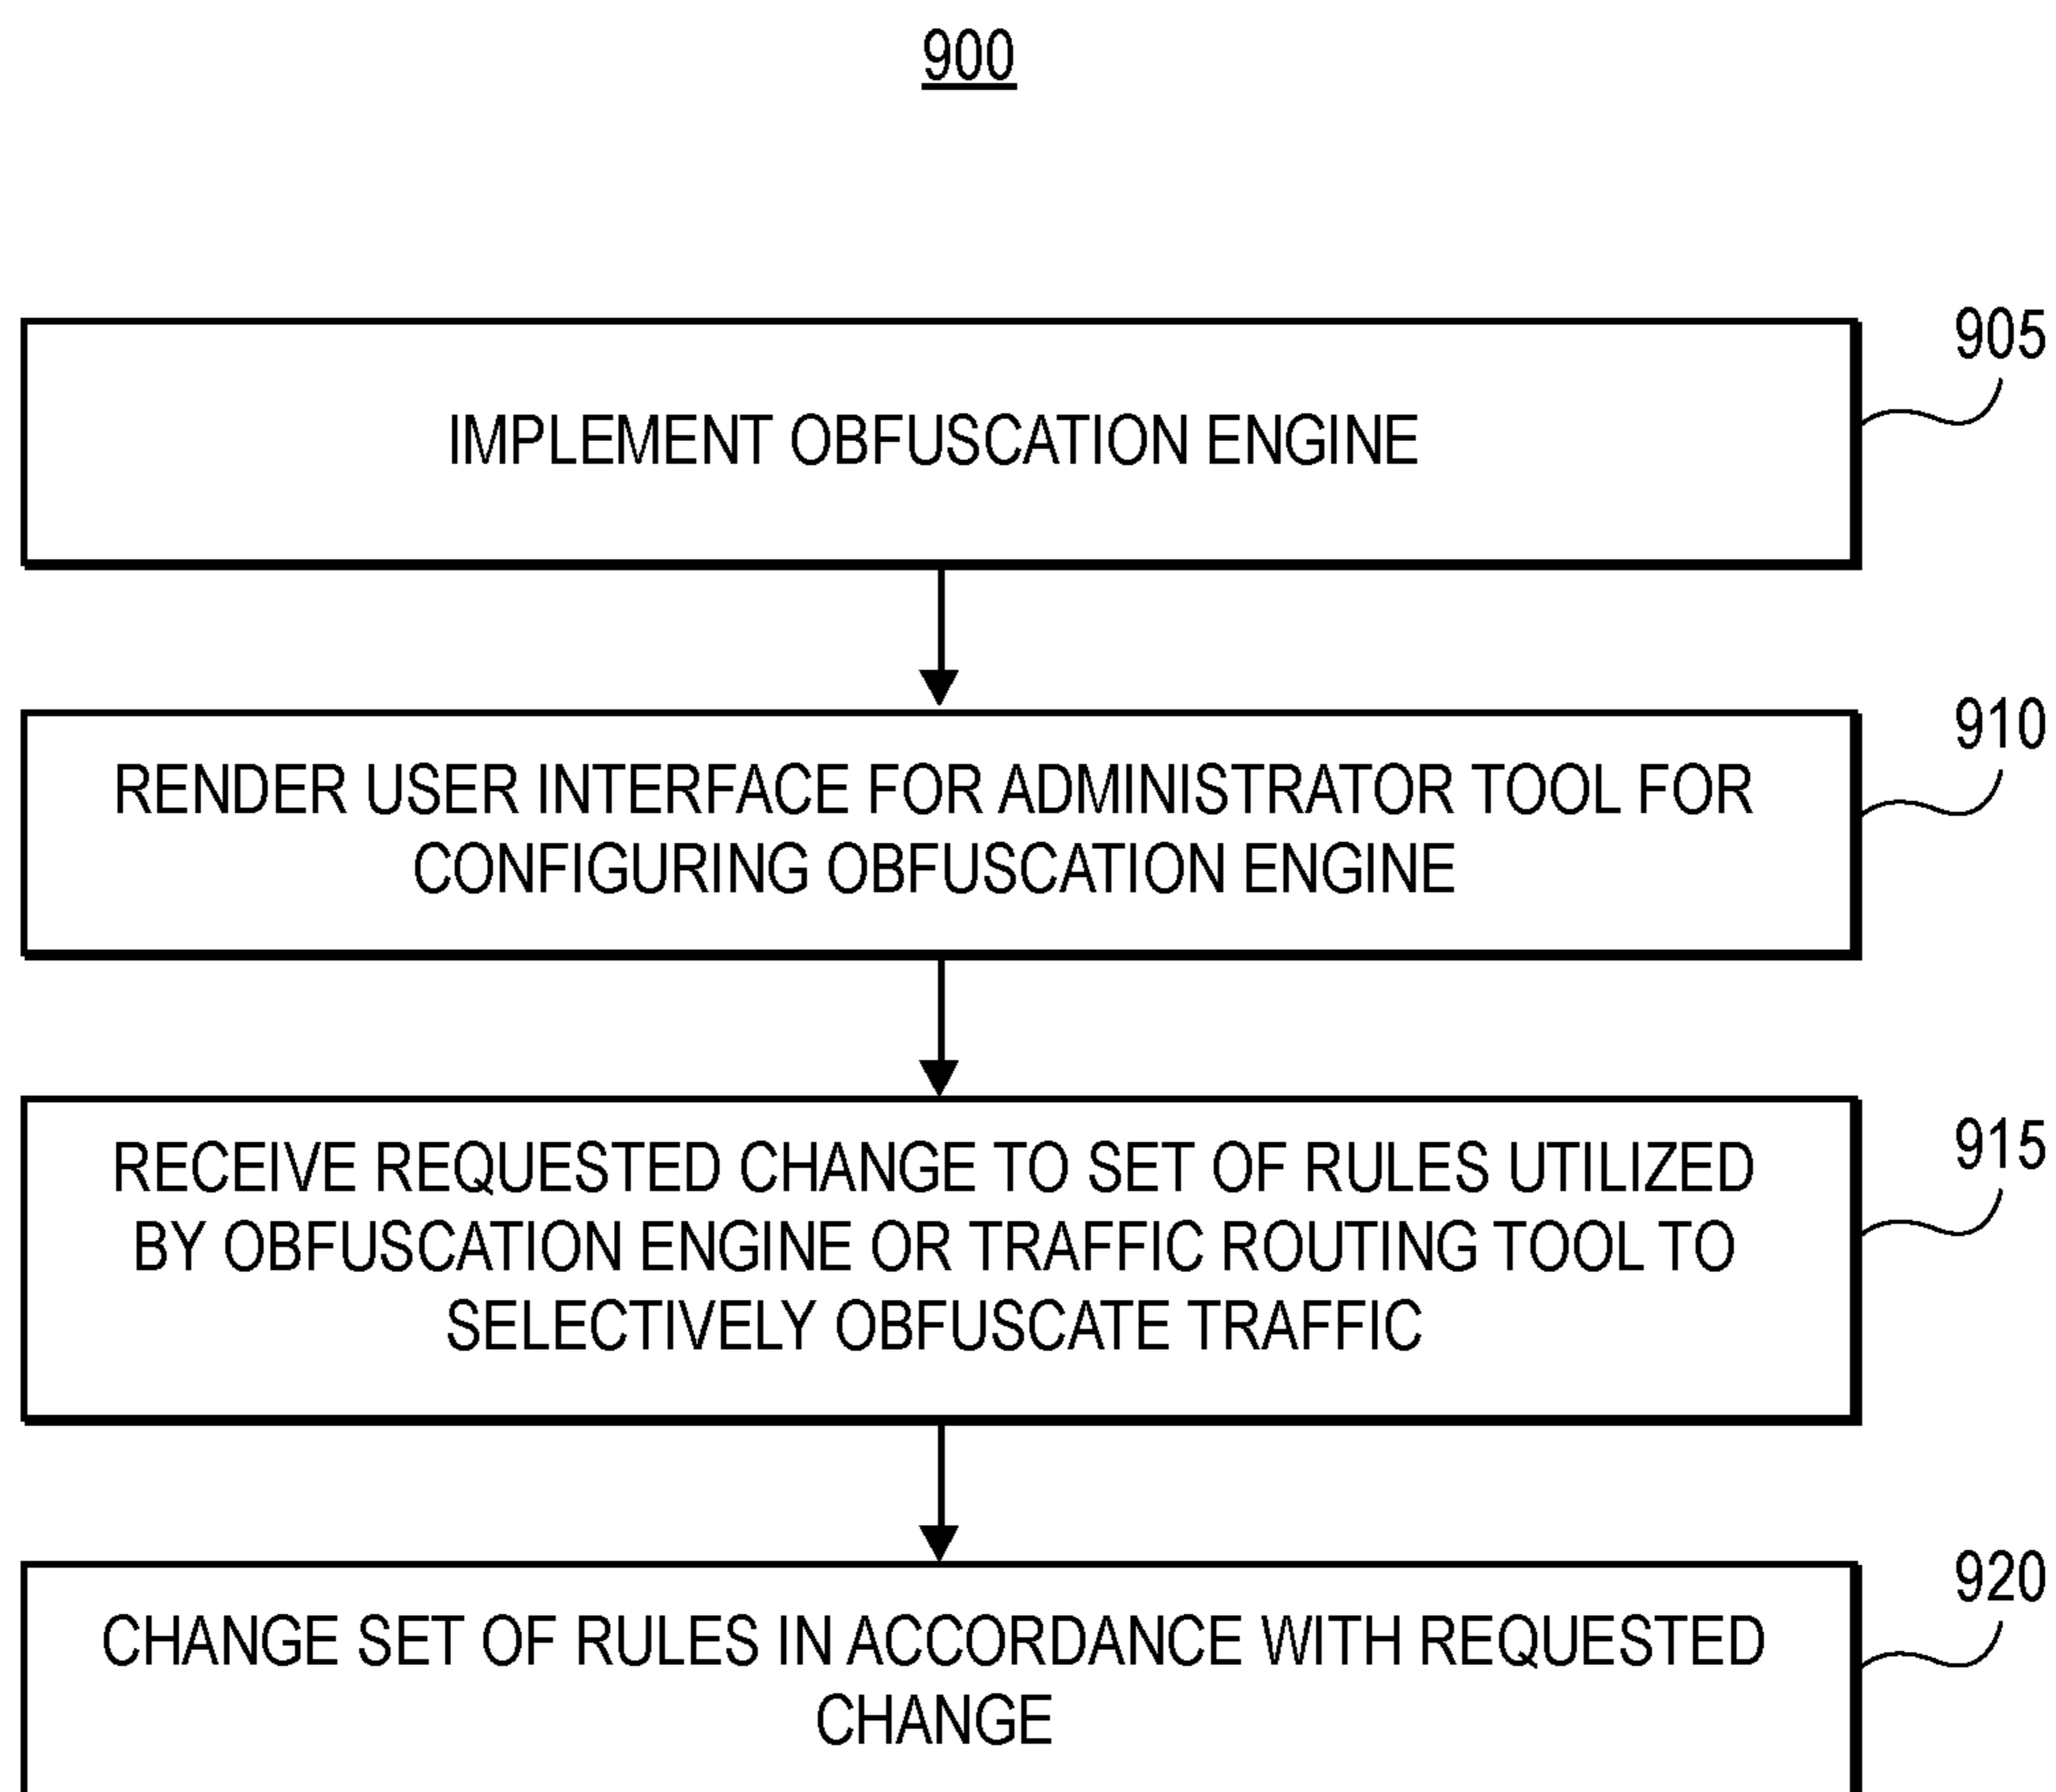 900
905
IMPLEMENT OBFUSCATION ENGINE
910
RENDER USER INTERFACE FOR ADMINISTRATOR TOOL FOR
CONFIGURING OBFUSCATION ENGINE
915
RECEIVE REQUESTED CHANGE TO SET OF RULES UTILIZED
BY OBFUSCATION ENGINE OR TRAFFIC ROUTING TOOL TO
SELECTIVELY OBFUSCATE TRAFFIC
920
CHANGE SET OF RULES IN ACCORDANCE WITH REQUESTED
CHANGE